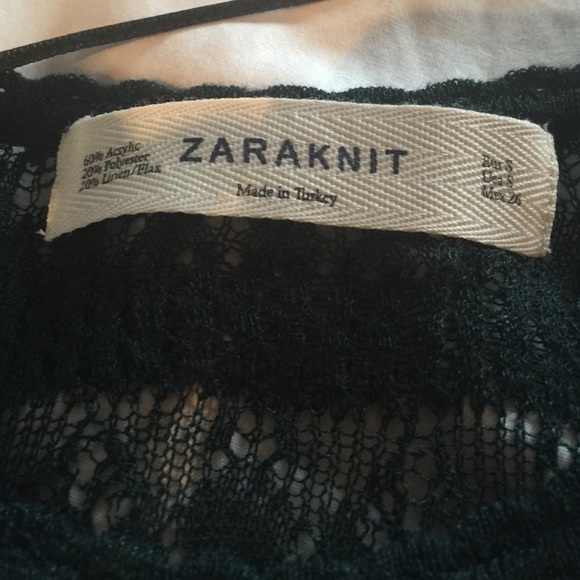 60% Acrylic
20% Polyester
20% Linen/Flax
ZARAKNIT
Made in Turkey
Eur S
Usa S
Mex 26